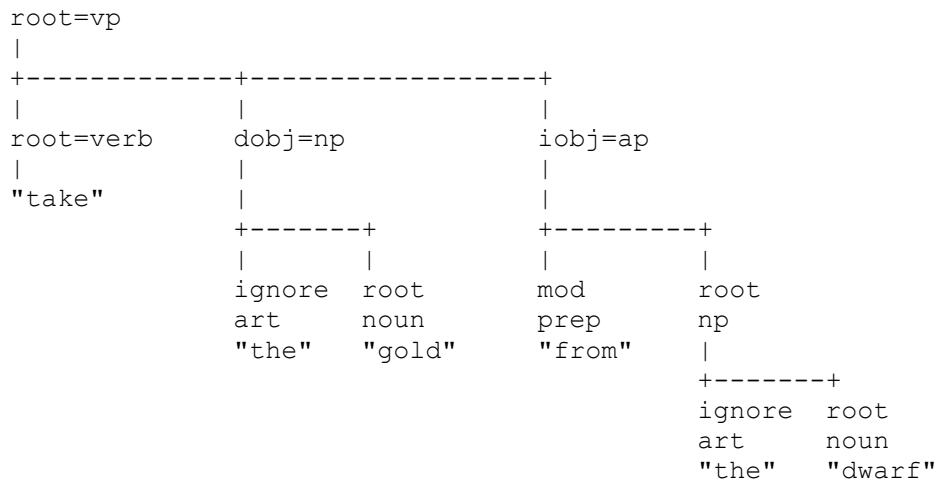 root=vp
|
+-------------+------------------+
|             |                  |
root=verb     dobj=np            iobj=ap
|             |                  |
"take"        |                  |
              +-------+          +---------+
              |       |          |         |
              ignore  root       mod       root
              art     noun       prep      np
              "the"   "gold"     "from"    |
                                           +-------+
                                           ignore  root
                                           art     noun
                                           "the"   "dwarf"